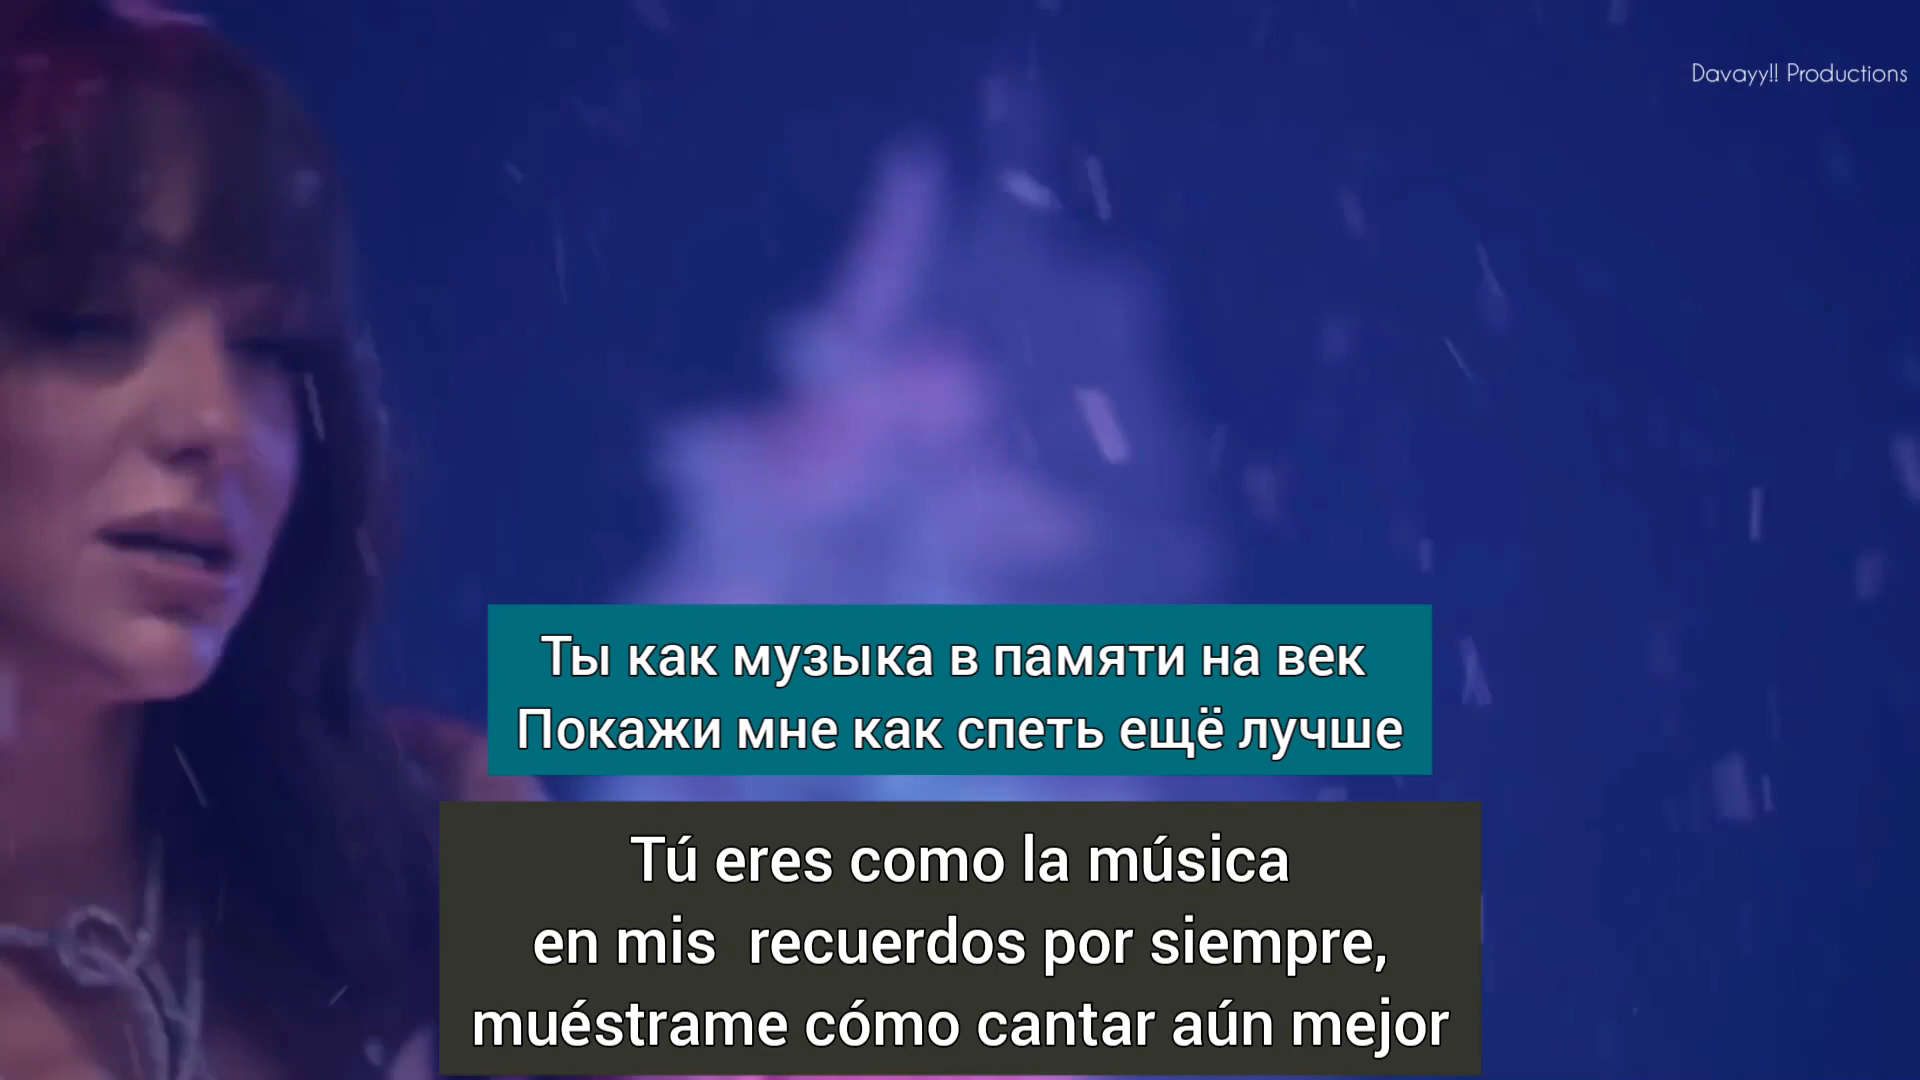 Davayy!! Productions
Ты как музыка в памяти на век
Покажи мне как спеть ещё лучше
Tú eres como la música
en mis recuerdos por siempre,
muéstrame cómo cantar aún mejor